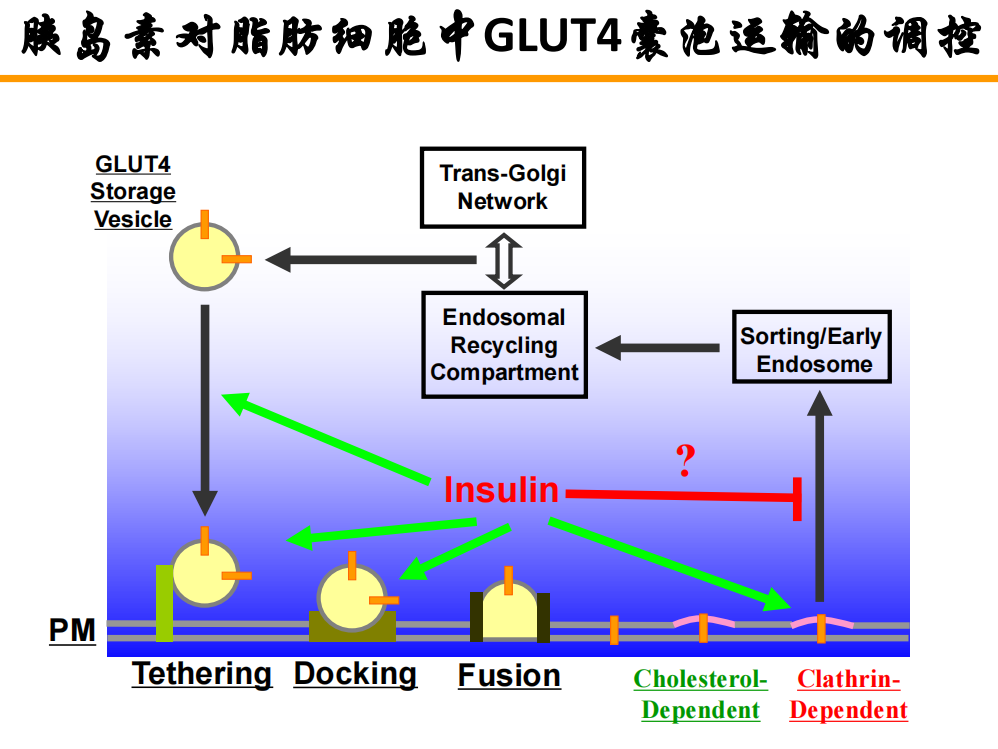 胰岛素对脂肪细胞中GLUT4囊泡运输的调控
GLUT4
Storage
Vesicle
Trans-Golgi
Network
Endosomal
Recycling
Compartment
Sorting/Early
Endosome
?
Insulin
PM
Tethering
Docking
Fusion
Cholesterol-
Dependent
Clathrin-
Dependent